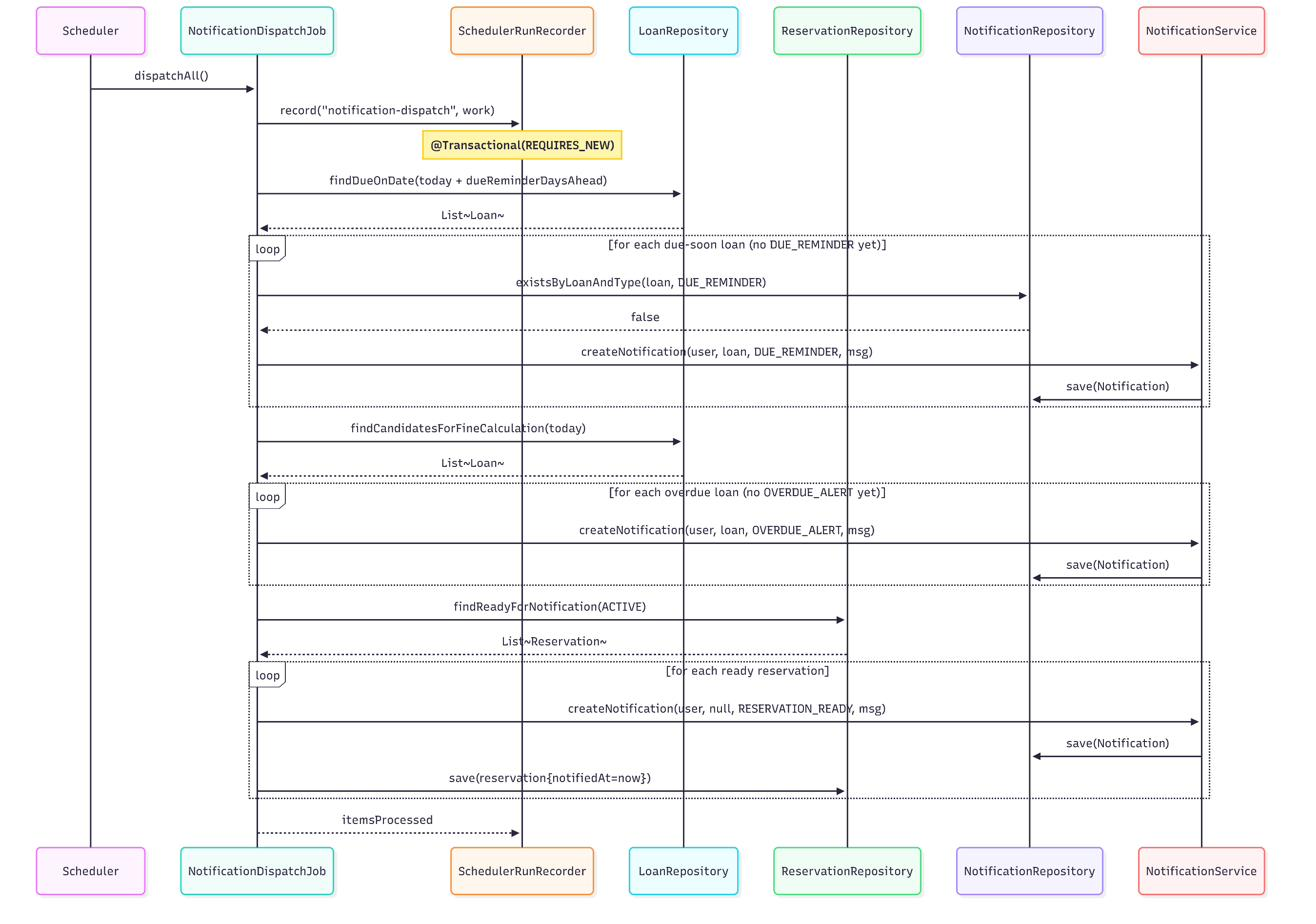 Scheduler
NotificationDispatchJob
SchedulerRunRecorder
LoanRepository
ReservationRepository
NotificationRepository
NotificationService
dispatchAll()
record("notification-dispatch", work)
@Transactional(REQUIRES_NEW)
findDueOnDate(today + dueReminderDaysAhead)
List~Loan~
loop
[for each due-soon loan (no DUE_REMINDER yet)]
existsByLoanAndType(loan, DUE_REMINDER)
false
createNotification(user, loan, DUE_REMINDER, msg)
save(Notification)
findCandidatesForFineCalculation(today)
List~Loan~
loop
[for each overdue loan (no OVERDUE_ALERT yet)]
createNotification(user, loan, OVERDUE_ALERT, msg)
save(Notification)
findReadyForNotification(ACTIVE)
List~Reservation~
loop
[for each ready reservation]
createNotification(user, null, RESERVATION_READY, msg)
save(Notification)
save(reservation{notifiedAt=now})
itemsProcessed
Scheduler
NotificationDispatchJob
SchedulerRunRecorder
LoanRepository
ReservationRepository
NotificationRepository
NotificationService